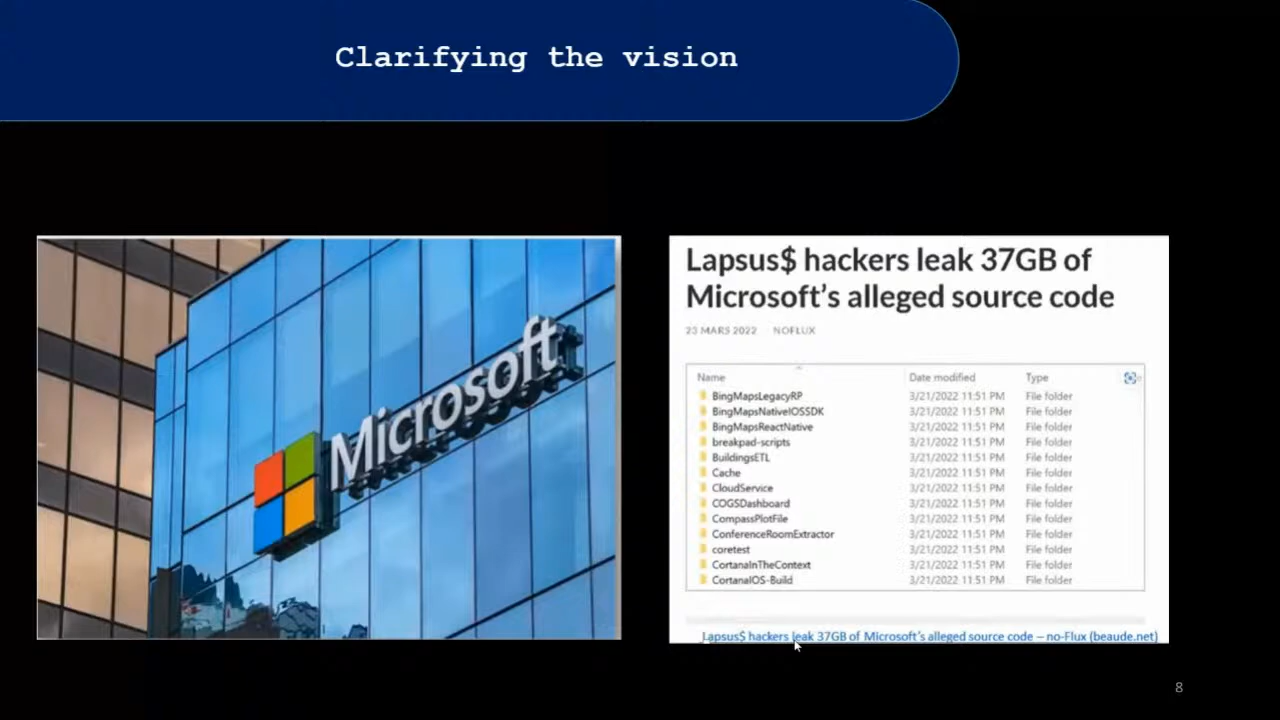 Clarifying the vision
Microsoft
Lapsus$ hackers leak 37GB of
Microsoft's alleged source code
23 MARS 2022 NOFLUX
Name Date modified Type
BingMapsLegacyRP 3/21/2022 11:51 PM File folder
BingMapsNativeIOSSDK 3/21/2022 11:51 PM File folder
BingMapsReactNative 3/21/2022 11:51 PM File folder
breakpad-scripts 3/21/2022 11:51 PM File folder
BuildingsETL 3/21/2022 11:51 PM File folder
Cache 3/21/2022 11:51 PM File folder
CloudService 3/21/2022 11:51 PM File folder
COGSDashboard 3/21/2022 11:51 PM File folder
CompassPlotFile 3/21/2022 11:51 PM File folder
ConferenceRoomExtractor 3/21/2022 11:51 PM File folder
coretest 3/21/2022 11:51 PM File folder
CortanaInTheContext 3/21/2022 11:51 PM File folder
CortanaIOS-Build 3/21/2022 11:51 PM File folder
Lapsus$ hackers leak 37GB of Microsoft's alleged source code – no-Flux (beaude.net)
8